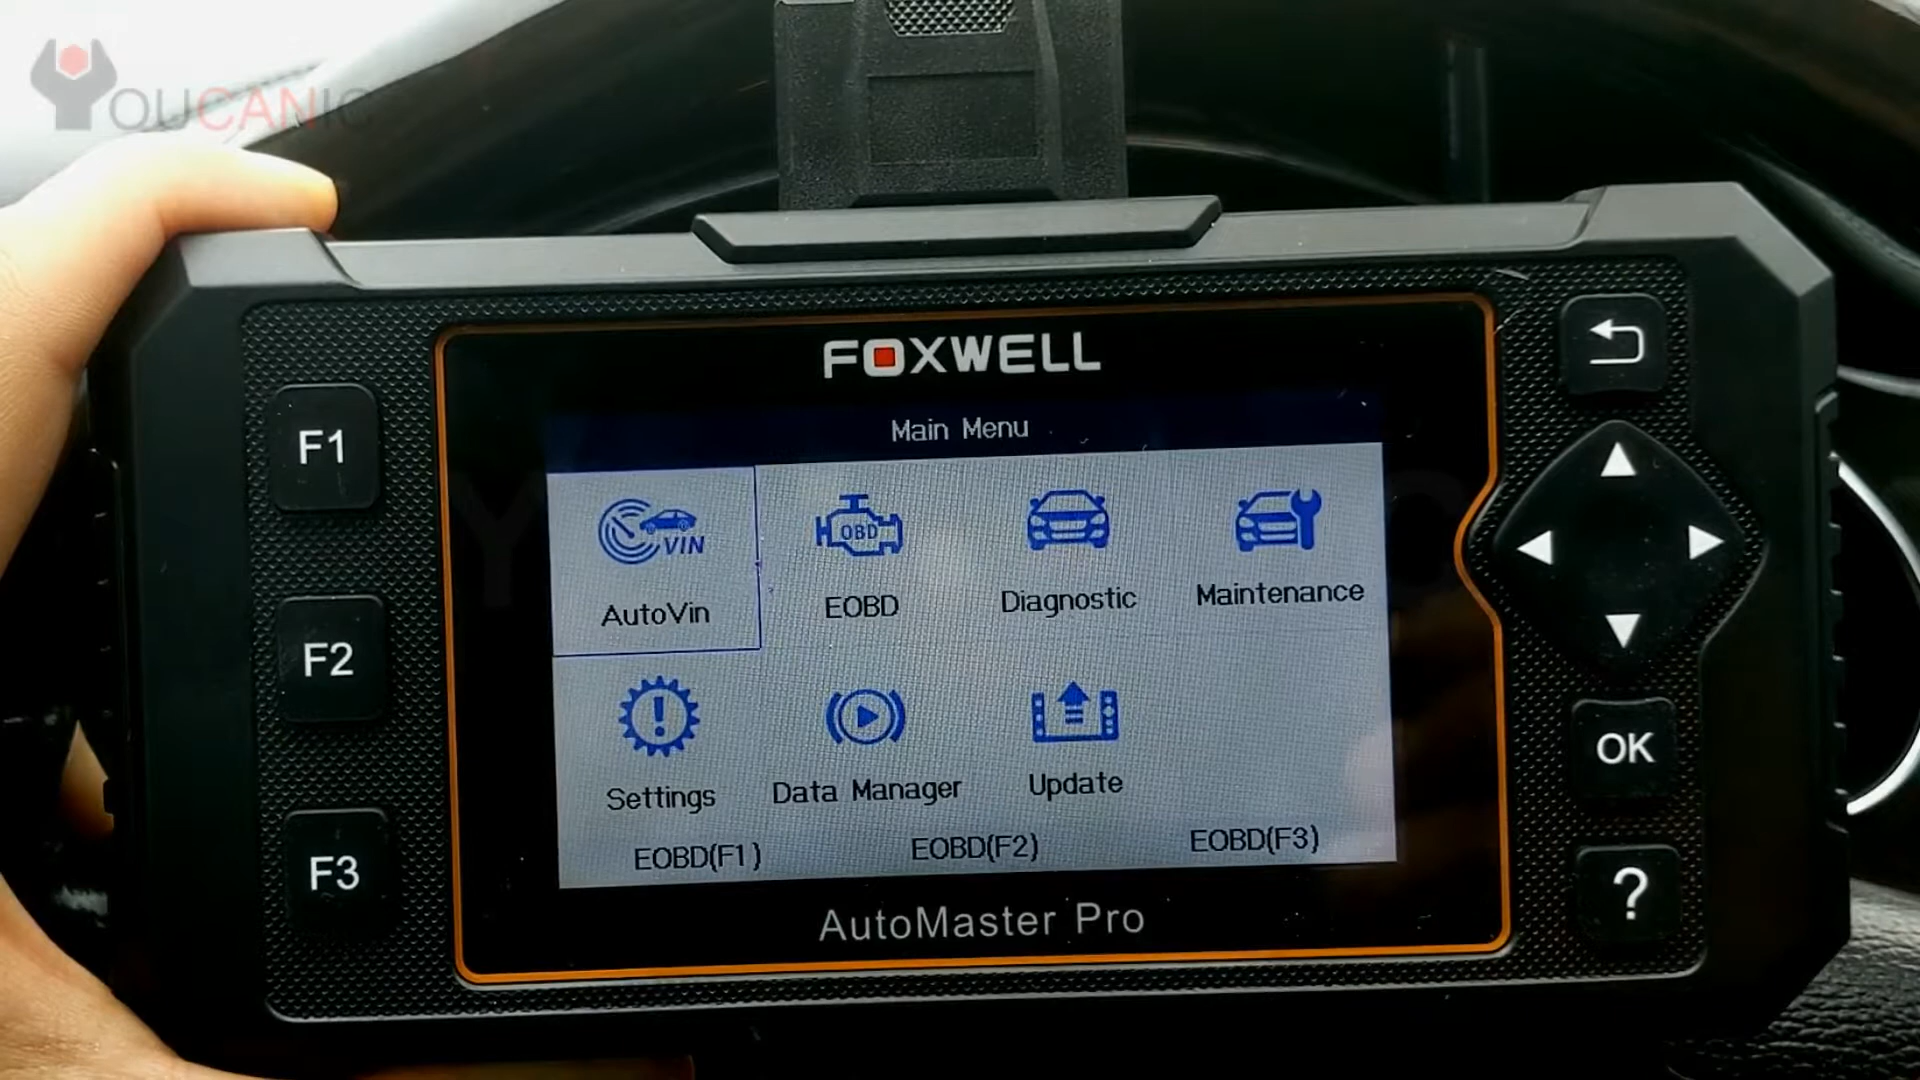 YOUCANIC
FOXWELL
Main Menu
VIN
OBD
AutoVin
EOBD
Diagnostic
Maintenance
Settings
Data Manager
Update
EOBD(F1)
EOBD(F2)
EOBD(F3)
AutoMaster Pro
F1
F2
F3
OK
?